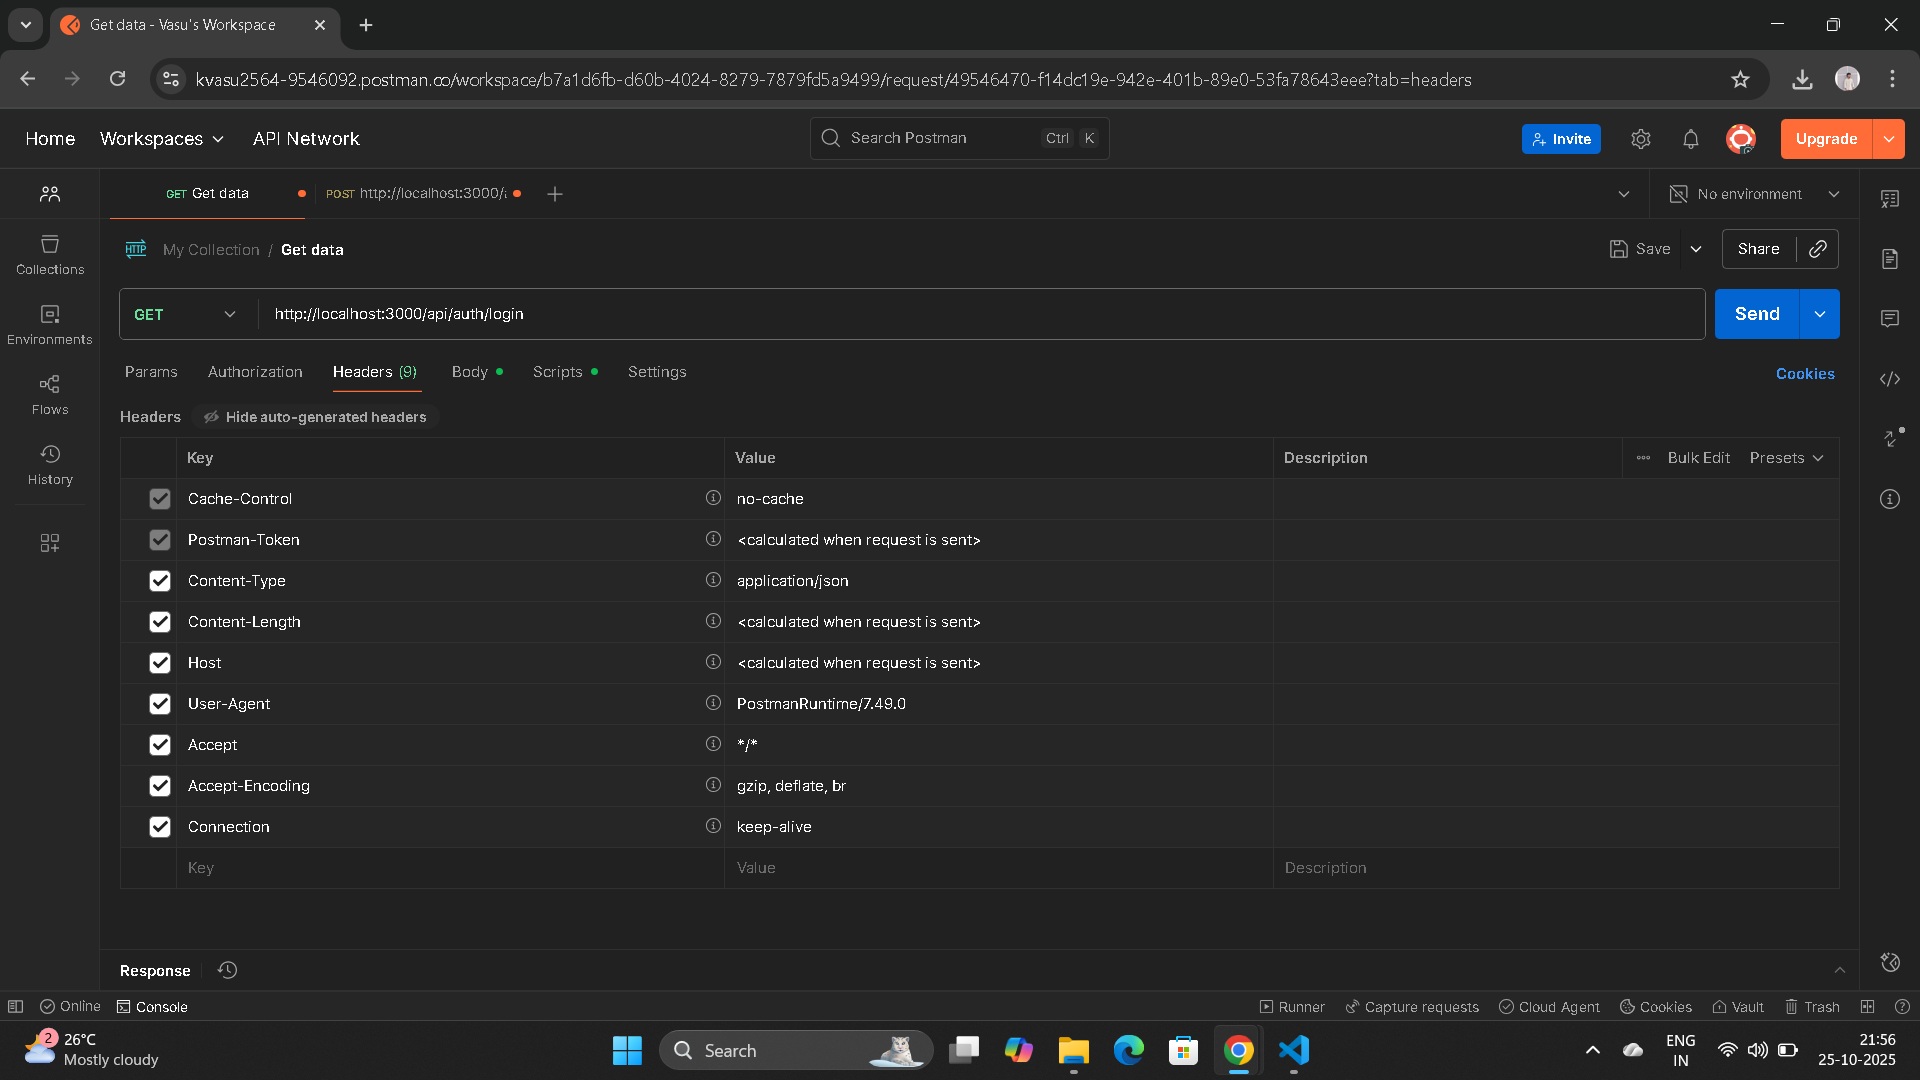 Get data - Vasu's Workspace
kvasu2564-9546092.postman.co/workspace/b7a1d6fb-d60b-4024-8279-7879fd5a9499/request/49546470-f14dc19e-942e-401b-89e0-53fa78643eee?tab=headers
Home Workspaces API Network Search Postman Ctrl K Invite Upgrade
GET Get data POST http://localhost:3000/ No environment
My Collection / Get data Save Share
GET http://localhost:3000/api/auth/login Send
Params Authorization Headers (9) Body Scripts Settings Cookies
Headers Hide auto-generated headers
Key Value Description Bulk Edit Presets
Cache-Control no-cache
Postman-Token <calculated when request is sent>
Content-Type application/json
Content-Length <calculated when request is sent>
Host <calculated when request is sent>
User-Agent PostmanRuntime/7.49.0
Accept */*
Accept-Encoding gzip, deflate, br
Connection keep-alive
Key Value Description
Collections
Environments
Flows
History
Response
Online Console Runner Capture requests Cloud Agent Cookies Vault Trash
2 26°C
Mostly cloudy
Search
ENG
IN
21:56
25-10-2025